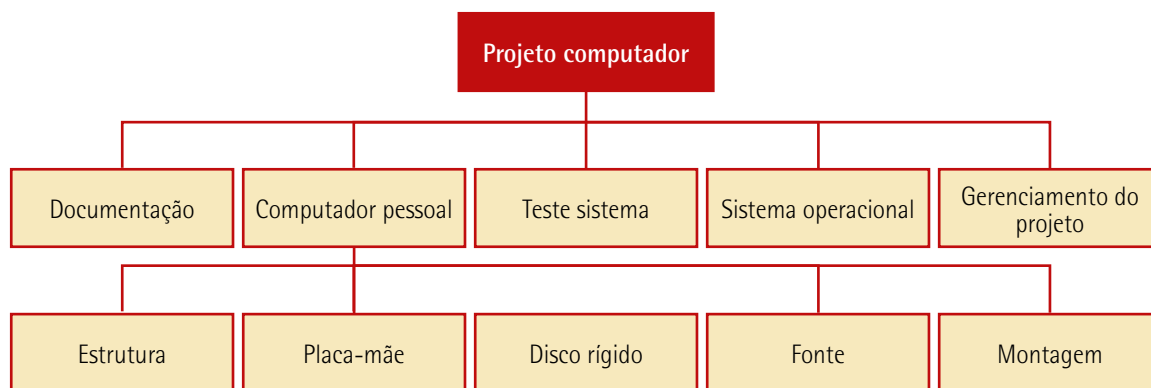 Projeto computador
Documentação
Computador pessoal
Teste sistema
Sistema operacional
Gerenciamento do
projeto
Estrutura
Placa-mãe
Disco rígido
Fonte
Montagem